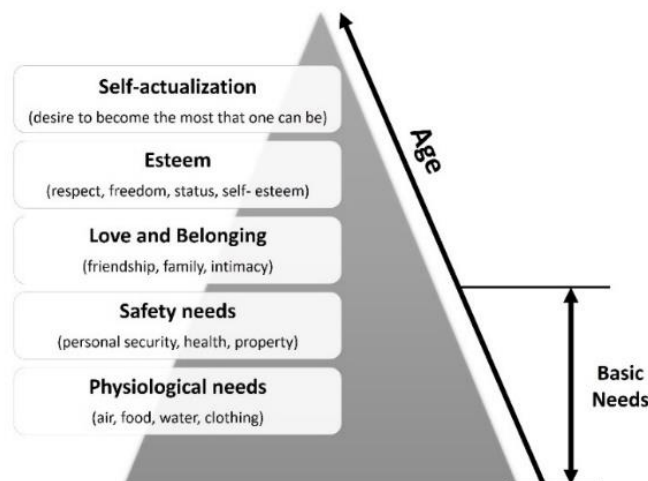 Self-actualization
(desire to become the most that one can be)
Esteem
(respect, freedom, status, self- esteem)
Love and Belonging
(friendship, family, intimacy)
Safety needs
(personal security, health, property)
Physiological needs
(air, food, water, clothing)
Age
Basic
Needs